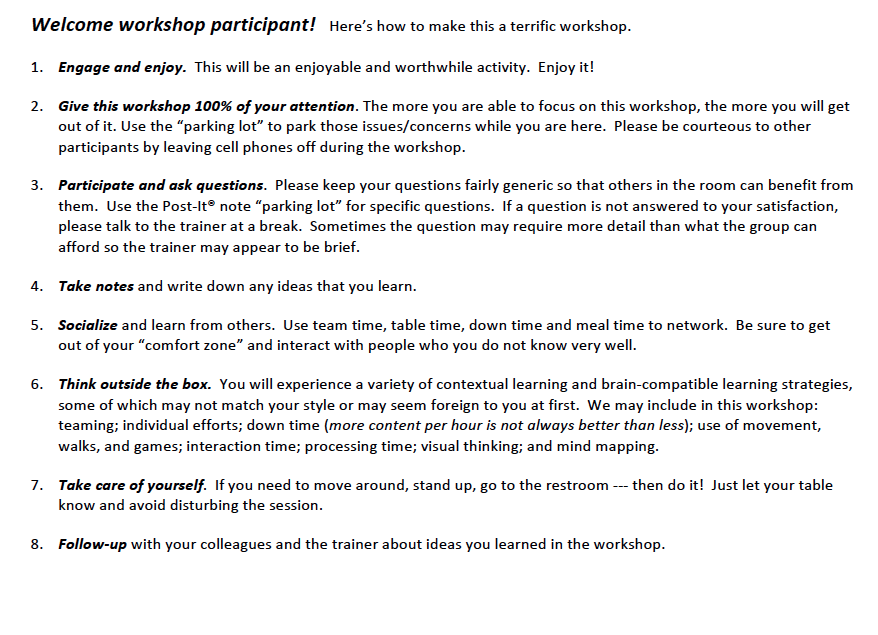 Welcome workshop participant! Here’s how to make this a terrific workshop.
1. Engage and enjoy. This will be an enjoyable and worthwhile activity. Enjoy it!
2. Give this workshop 100% of your attention. The more you are able to focus on this workshop, the more you will get
out of it. Use the “parking lot” to park those issues/concerns while you are here. Please be courteous to other
participants by leaving cell phones off during the workshop.
3. Participate and ask questions. Please keep your questions fairly generic so that others in the room can benefit from
them. Use the Post-It® note “parking lot” for specific questions. If a question is not answered to your satisfaction,
please talk to the trainer at a break. Sometimes the question may require more detail than what the group can
afford so the trainer may appear to be brief.
4. Take notes and write down any ideas that you learn.
5. Socialize and learn from others. Use team time, table time, down time and meal time to network. Be sure to get
out of your “comfort zone” and interact with people who you do not know very well.
6. Think outside the box. You will experience a variety of contextual learning and brain-compatible learning strategies,
some of which may not match your style or may seem foreign to you at first. We may include in this workshop:
teaming; individual efforts; down time (more content per hour is not always better than less); use of movement,
walks, and games; interaction time; processing time; visual thinking; and mind mapping.
7. Take care of yourself. If you need to move around, stand up, go to the restroom --- then do it! Just let your table
know and avoid disturbing the session.
8. Follow-up with your colleagues and the trainer about ideas you learned in the workshop.